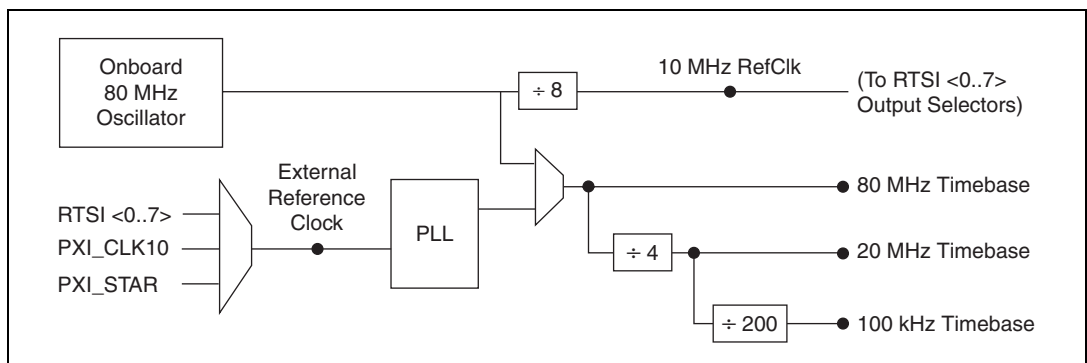 Onboard
80 MHz
Oscillator
÷ 8
10 MHz RefClk
(To RTSI <0..7>
Output Selectors)
External
Reference
Clock
RTSI <0..7>
PXI_CLK10
PXI_STAR
PLL
80 MHz Timebase
÷ 4
20 MHz Timebase
÷ 200
100 kHz Timebase